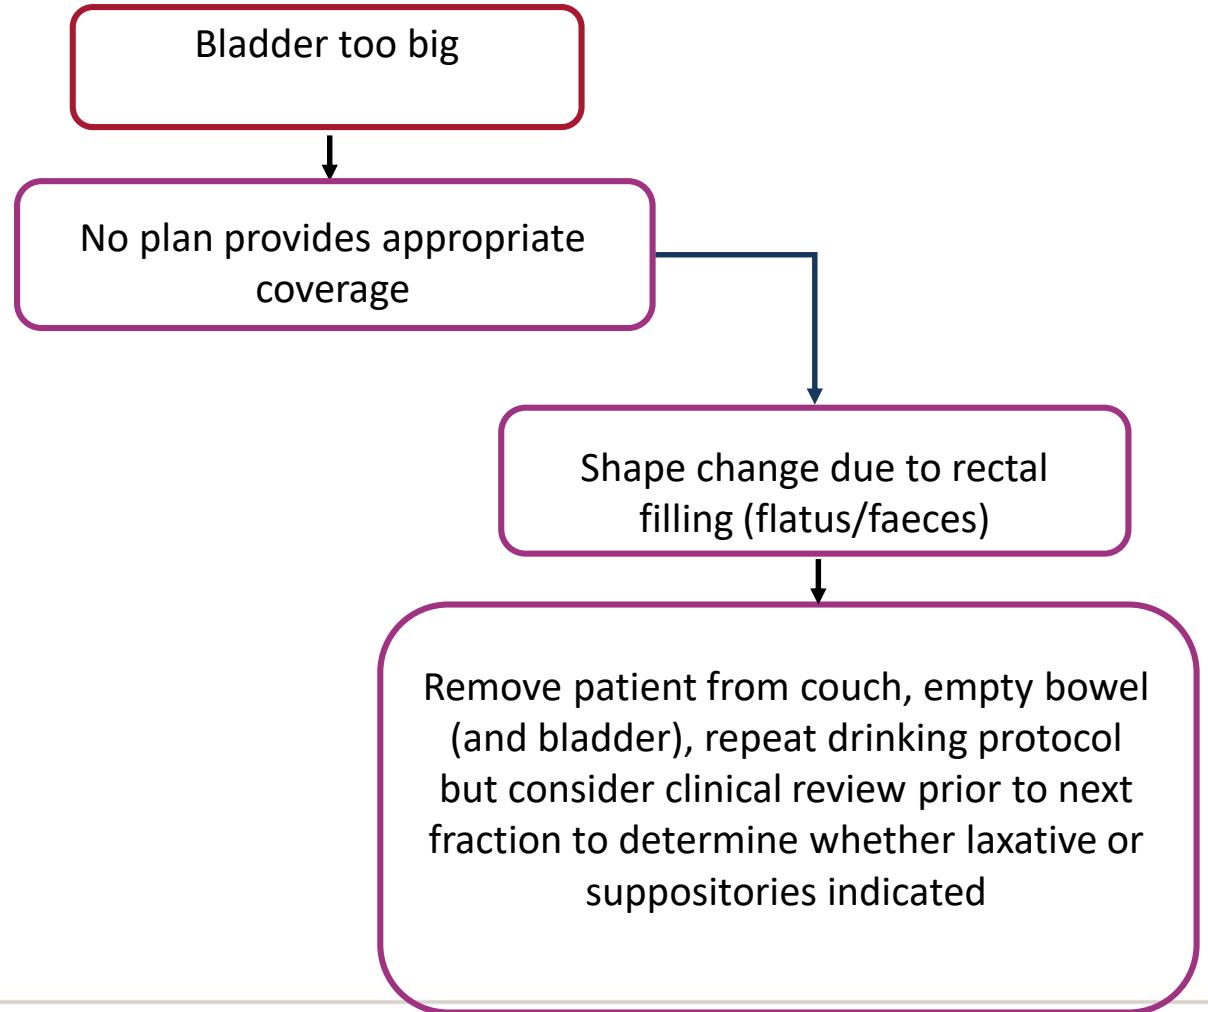 Bladder too big
No plan provides appropriate
coverage
Shape change due to rectal
filling (flatus/faeces)
Remove patient from couch, empty bowel
(and bladder), repeat drinking protocol
but consider clinical review prior to next
fraction to determine whether laxative or
suppositories indicated